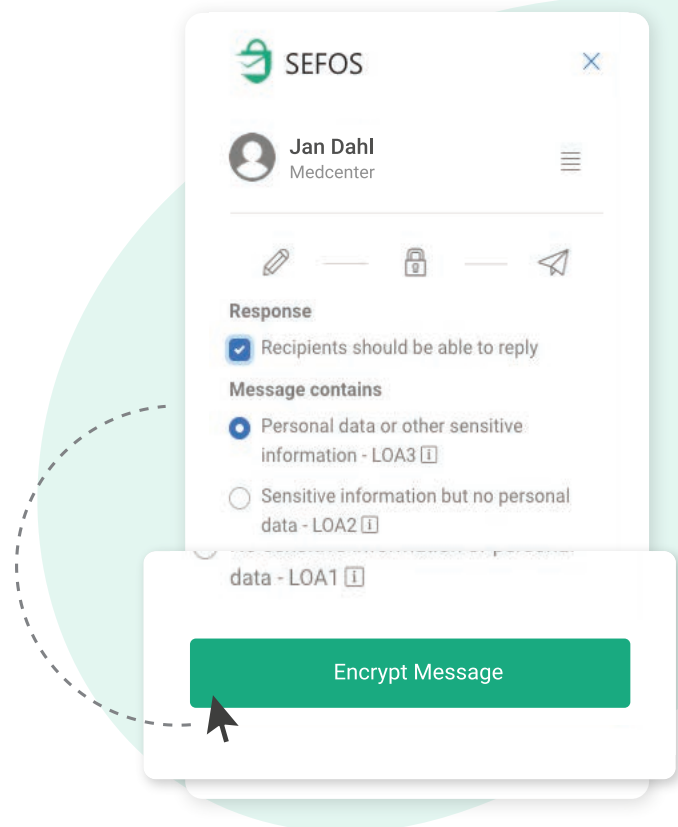 SEFOS
Jan Dahl
Medcenter
Response
Recipients should be able to reply
Message contains
Personal data or other sensitive
information - LOA3
Sensitive information but no personal
data - LOA2
data - LOA1
Encrypt Message